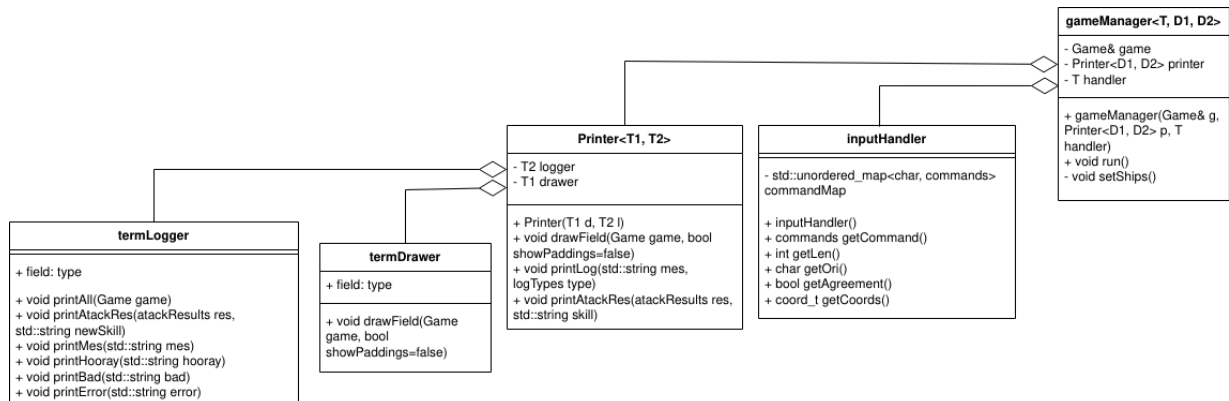 gameManager<T, D1, D2>
- Game& game
- Printer<D1, D2> printer
- T handler
+ gameManager(Game& g,
Printer<D1, D2> p, T
handler)
+ void run()
- void setShips()
Printer<T1, T2>
- T2 logger
- T1 drawer
+ Printer(T1 d, T2 l)
+ void drawField(Game game, bool
showPaddings=false)
+ void printLog(std::string mes,
logTypes type)
+ void printAtackRes(atackResults res,
std::string skill)
inputHandler
- std::unordered_map<char, commands>
commandMap
+ inputHandler()
+ commands getCommand()
+ int getLen()
+ char getOri()
+ bool getAgreement()
+ coord_t getCoords()
termLogger
+ field: type
+ void printAll(Game game)
+ void printAtackRes(atackResults res,
std::string newSkill)
+ void printMes(std::string mes)
+ void printHooray(std::string hooray)
+ void printBad(std::string bad)
+ void printError(std::string error)
termDrawer
+ field: type
+ void drawField(Game
game, bool
showPaddings=false)